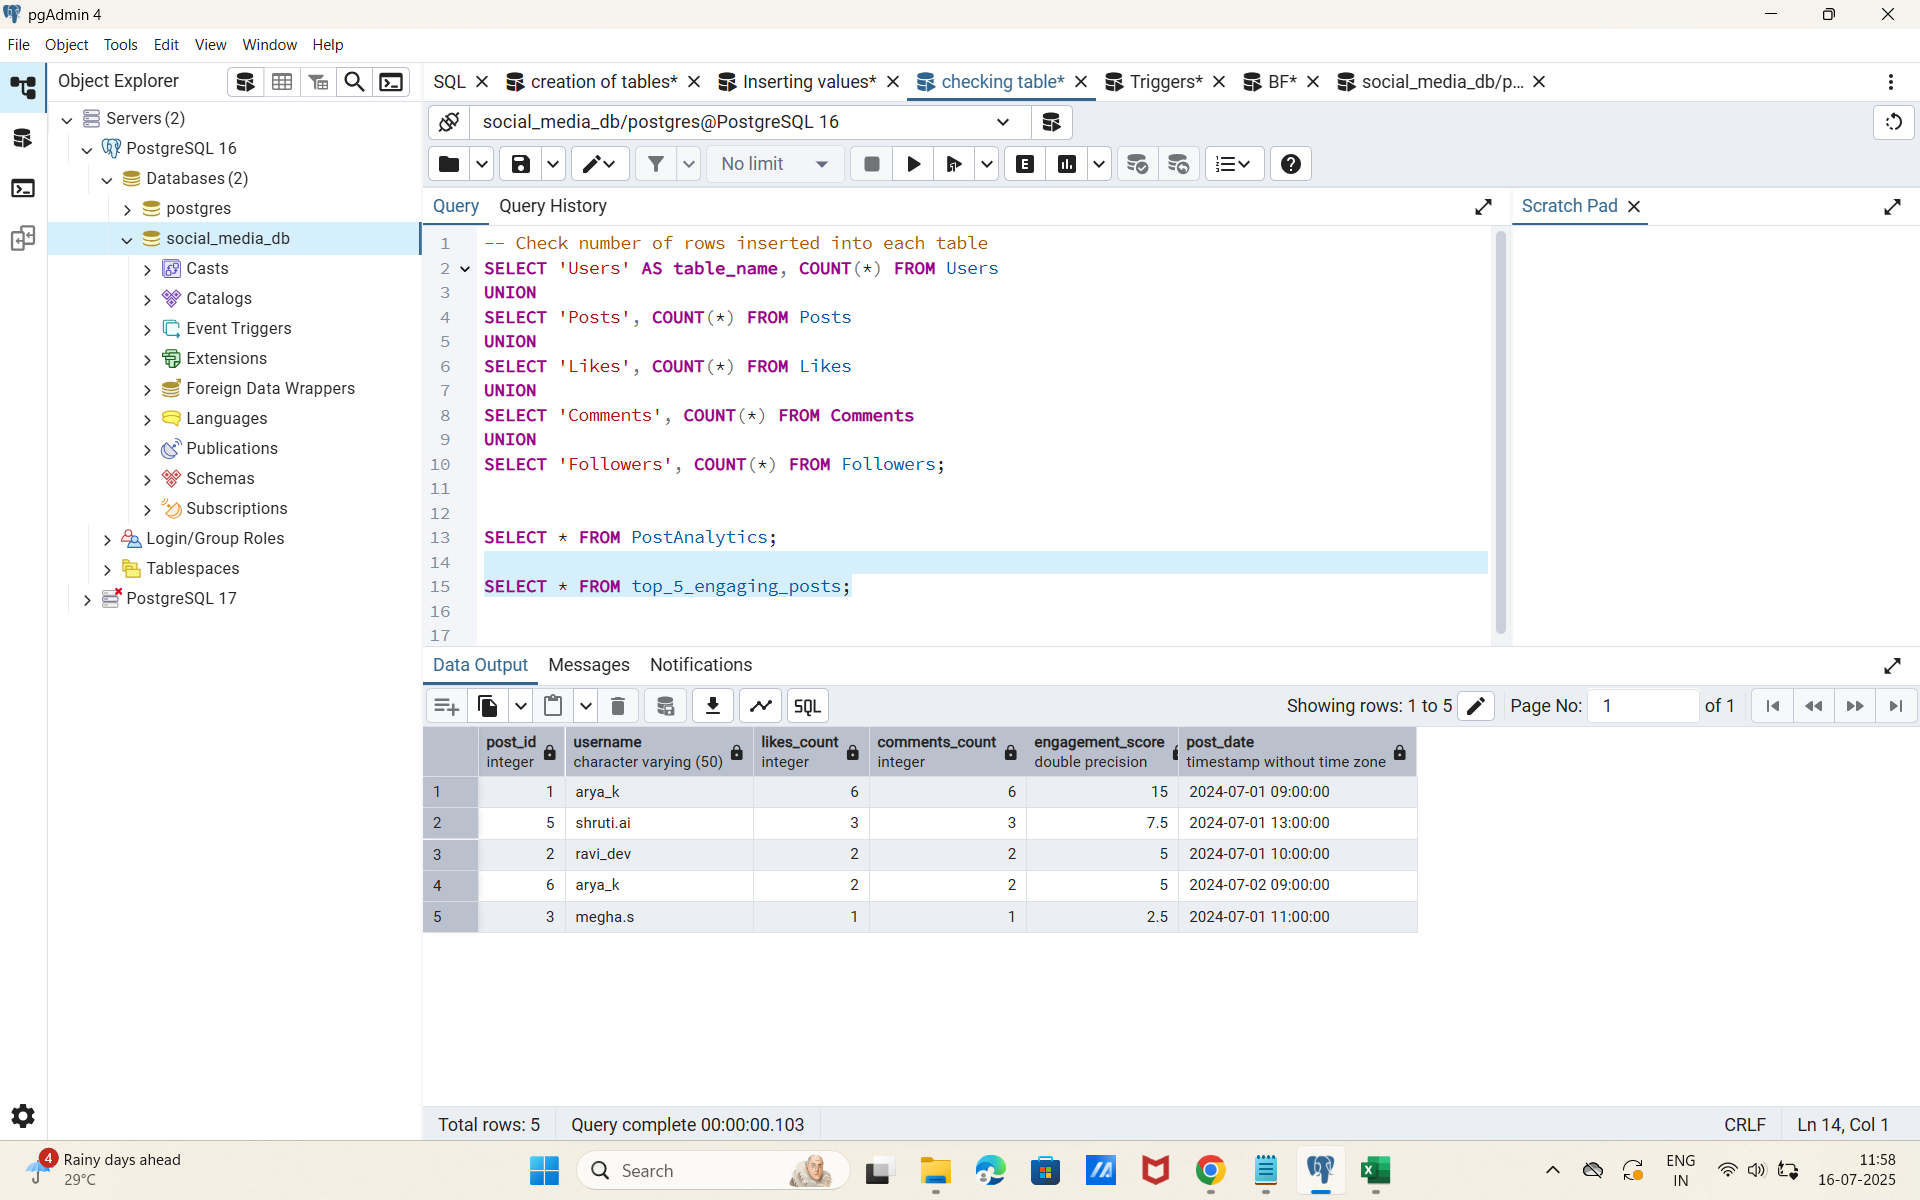 pgAdmin 4
File Object Tools Edit View Window Help
Object Explorer
SQL
creation of tables*
Inserting values*
checking table*
Triggers*
BF*
social_media_db/p...
Servers (2)
PostgreSQL 16
Databases (2)
postgres
social_media_db
Casts
Catalogs
Event Triggers
Extensions
Foreign Data Wrappers
Languages
Publications
Schemas
Subscriptions
Login/Group Roles
Tablespaces
PostgreSQL 17
social_media_db/postgres@PostgreSQL 16
No limit
E
Query Query History
Scratch Pad
1 -- Check number of rows inserted into each table
2 SELECT 'Users' AS table_name, COUNT(*) FROM Users
3 UNION
4 SELECT 'Posts', COUNT(*) FROM Posts
5 UNION
6 SELECT 'Likes', COUNT(*) FROM Likes
7 UNION
8 SELECT 'Comments', COUNT(*) FROM Comments
9 UNION
10 SELECT 'Followers', COUNT(*) FROM Followers;
11
12
13 SELECT * FROM PostAnalytics;
14
15 SELECT * FROM top_5_engaging_posts;
16
17
Data Output Messages Notifications
SQL
Showing rows: 1 to 5
Page No: 1 of 1
post_id username likes_count comments_count engagement_score post_date
integer character varying (50) integer integer double precision timestamp without time zone
1 1 arya_k 6 6 15 2024-07-01 09:00:00
2 5 shruti.ai 3 3 7.5 2024-07-01 13:00:00
3 2 ravi_dev 2 2 5 2024-07-01 10:00:00
4 6 arya_k 2 2 5 2024-07-02 09:00:00
5 3 megha.s 1 1 2.5 2024-07-01 11:00:00
Total rows: 5 Query complete 00:00:00.103 CRLF Ln 14, Col 1
4
Rainy days ahead
29°C
Search
ENG
IN
11:58
16-07-2025